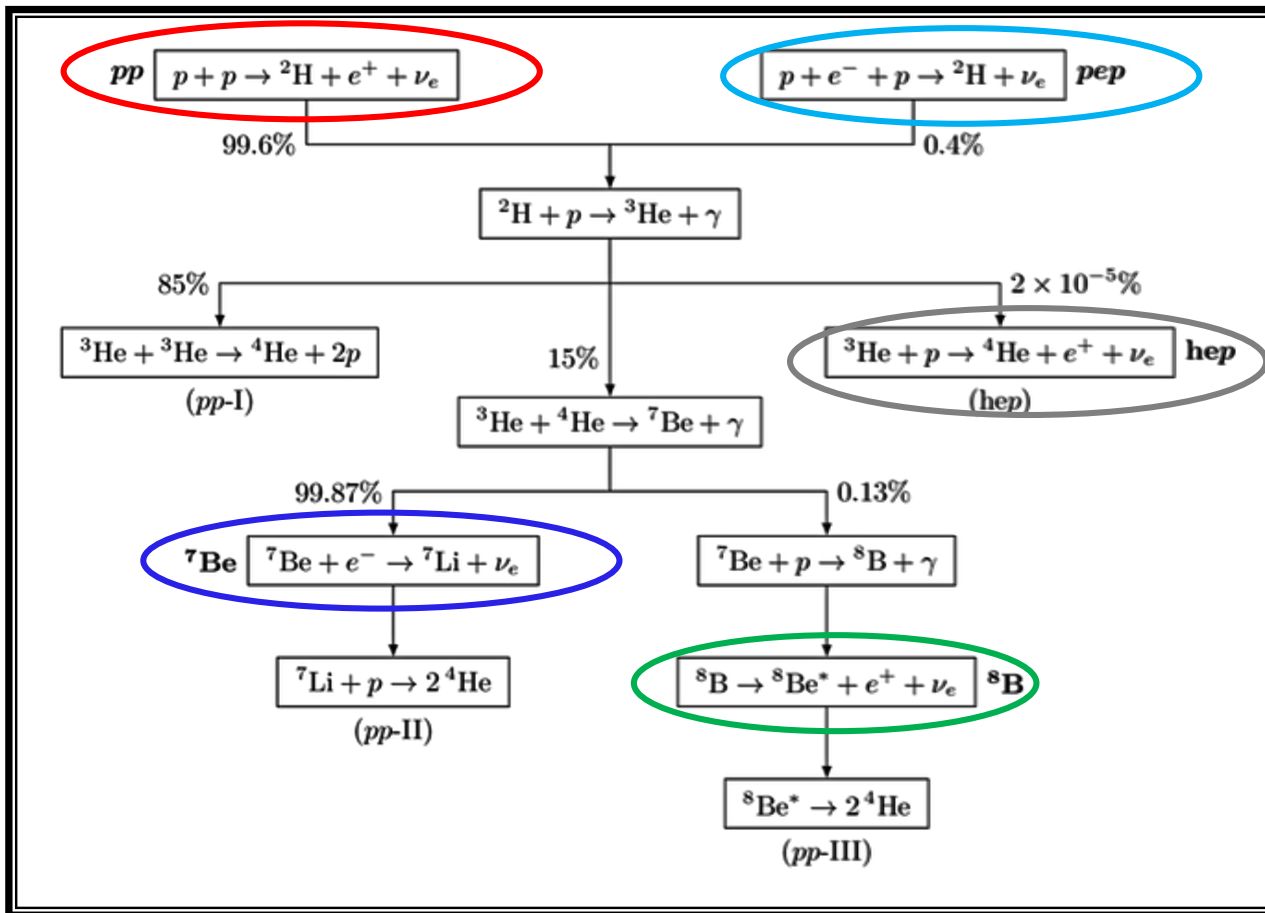 pp p + p → ²H + e⁺ + νₑ
p + e⁻ + p → ²H + νₑ pep
99.6%
0.4%
²H + p → ³He + γ
85%
2 × 10⁻⁵%
³He + ³He → ⁴He + 2p
(pp-I)
15%
³He + p → ⁴He + e⁺ + νₑ hep
(hep)
³He + ⁴He → ⁷Be + γ
99.87%
0.13%
⁷Be ⁷Be + e⁻ → ⁷Li + νₑ
⁷Be + p → ⁸B + γ
⁷Li + p → 2 ⁴He
(pp-II)
⁸B → ⁸Be* + e⁺ + νₑ ⁸B
⁸Be* → 2 ⁴He
(pp-III)